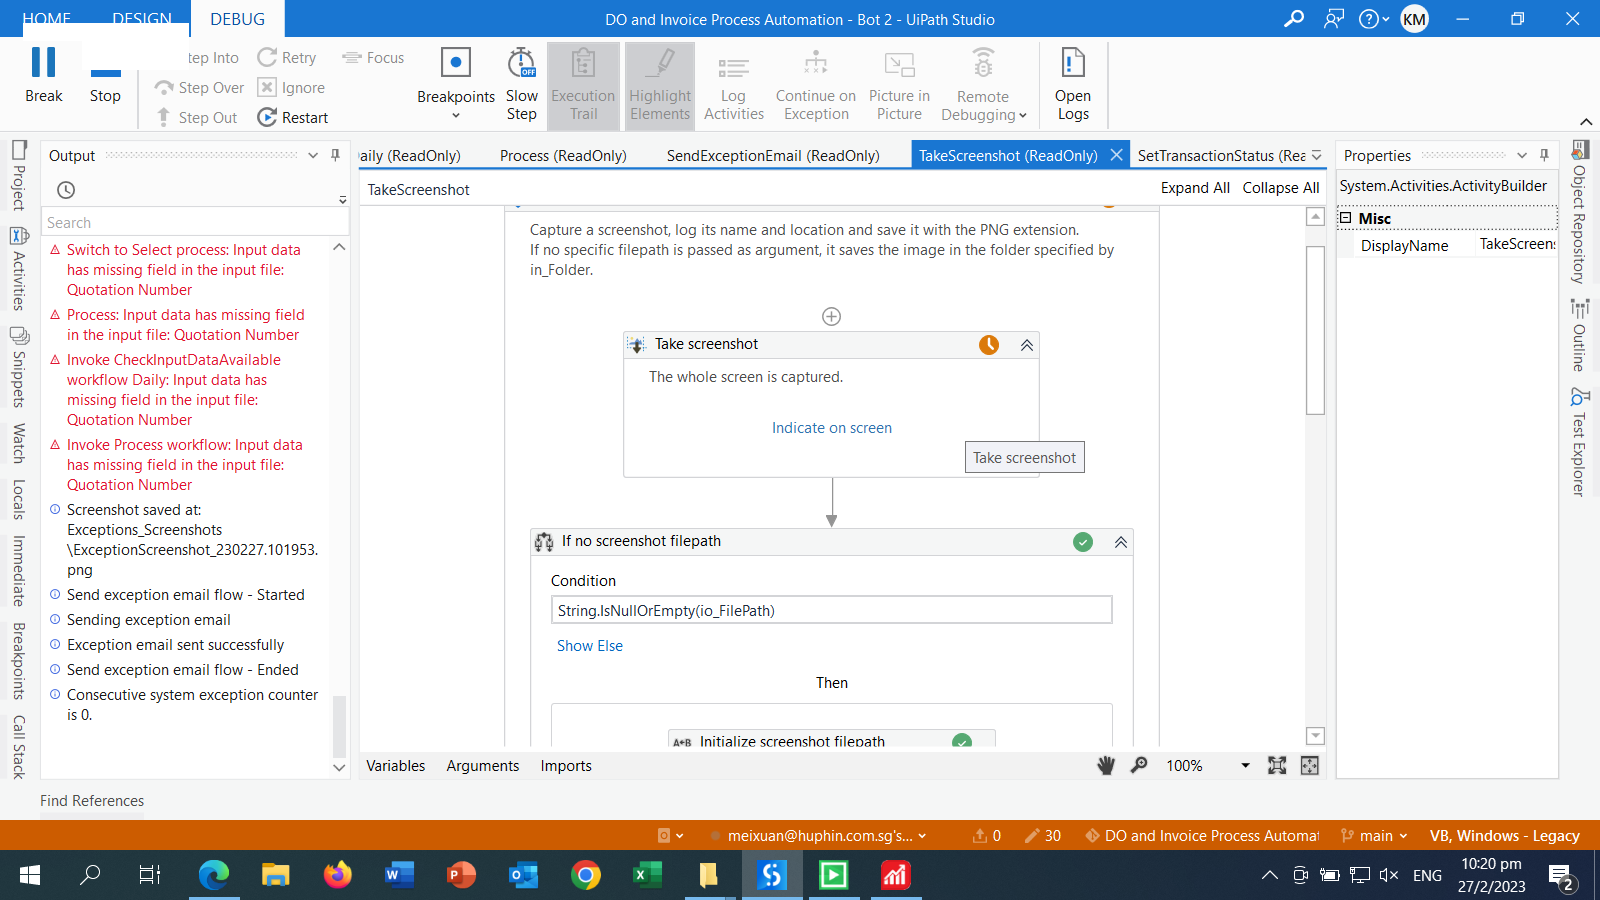 HOME DESIGN DEBUG
DO and Invoice Process Automation - Bot 2 - UiPath Studio
KM
Break
Stop
tep Into
Step Over
Step Out
Retry
Ignore
Restart
Focus
Breakpoints
Slow
Step
OFF
Execution
Trail
Highlight
Elements
Log
Activities
Continue on
Exception
Picture in
Picture
Remote
Debugging
Open
Logs
Project
Activities
Snippets
Watch
Locals
Immediate
Breakpoints
Call Stack
Output
Search
Switch to Select process: Input data
has missing field in the input file:
Quotation Number
Process: Input data has missing field
in the input file: Quotation Number
Invoke CheckInputDataAvailable
workflow Daily: Input data has
missing field in the input file:
Quotation Number
Invoke Process workflow: Input data
has missing field in the input file:
Quotation Number
Screenshot saved at:
Exceptions_Screenshots
\ExceptionScreenshot_230227.101953.
png
Send exception email flow - Started
Sending exception email
Exception email sent successfully
Send exception email flow - Ended
Consecutive system exception counter
is 0.
aily (ReadOnly) Process (ReadOnly) SendExceptionEmail (ReadOnly) TakeScreenshot (ReadOnly) SetTransactionStatus (Rea
TakeScreenshot
Expand All Collapse All
Capture a screenshot, log its name and location and save it with the PNG extension.
If no specific filepath is passed as argument, it saves the image in the folder specified by
in_Folder.
Take screenshot
The whole screen is captured.
Indicate on screen
Take screenshot
If no screenshot filepath
Condition
String.IsNullOrEmpty(io_FilePath)
Show Else
Then
A B Initialize screenshot filepath
Variables Arguments Imports
100%
Properties
System.Activities.ActivityBuilder
Misc
DisplayName TakeScreens
Object Repository
Outline
Test Explorer
Find References
meixuan@huphin.com.sg's... 0 30 DO and Invoice Process Automat main VB, Windows - Legacy
ENG
10:20 pm
27/2/2023
2